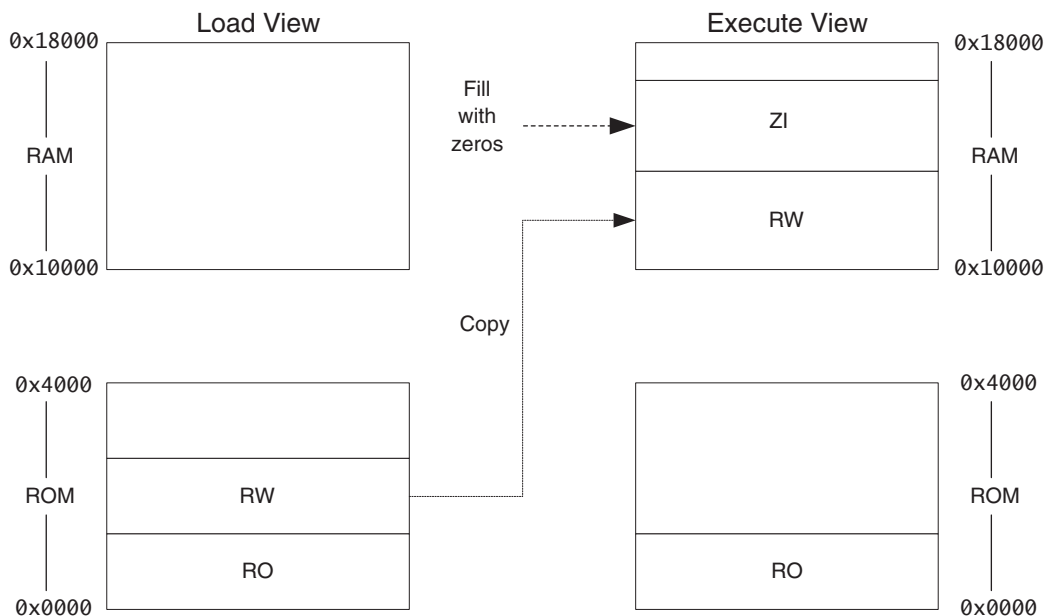 Load View
Execute View
0x18000
0x18000
Fill
with
zeros
ZI
RAM
RAM
RW
0x10000
0x10000
Copy
0x4000
0x4000
RW
ROM
ROM
RO
RO
0x0000
0x0000